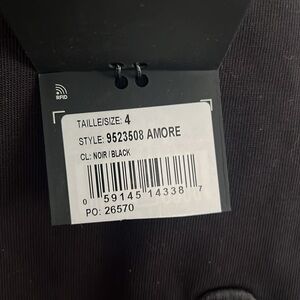 RFID
TAILLE/SIZE: 4
STYLE: 9523508 AMORE
CL: NOIR / BLACK
0 59145 14338 7
PO: 26570